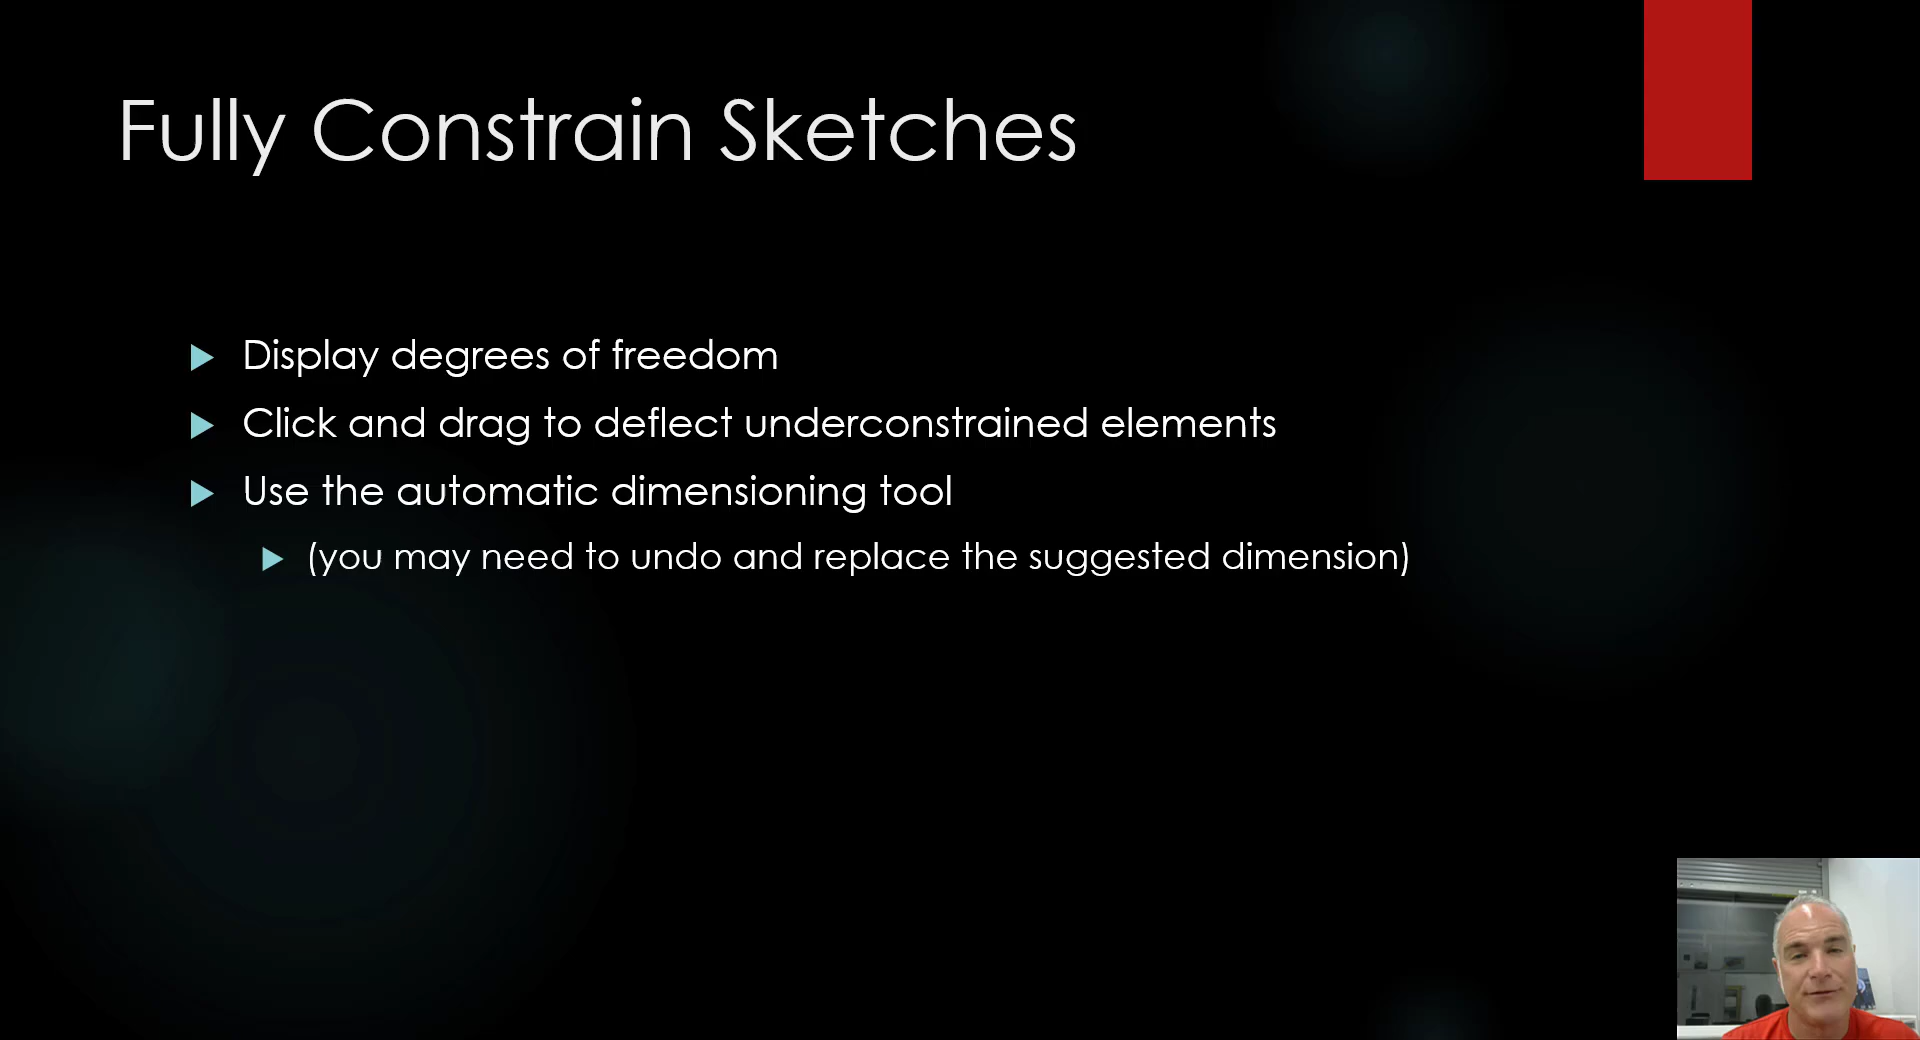 Fully Constrain Sketches
Display degrees of freedom
Click and drag to deflect underconstrained elements
Use the automatic dimensioning tool
(you may need to undo and replace the suggested dimension)